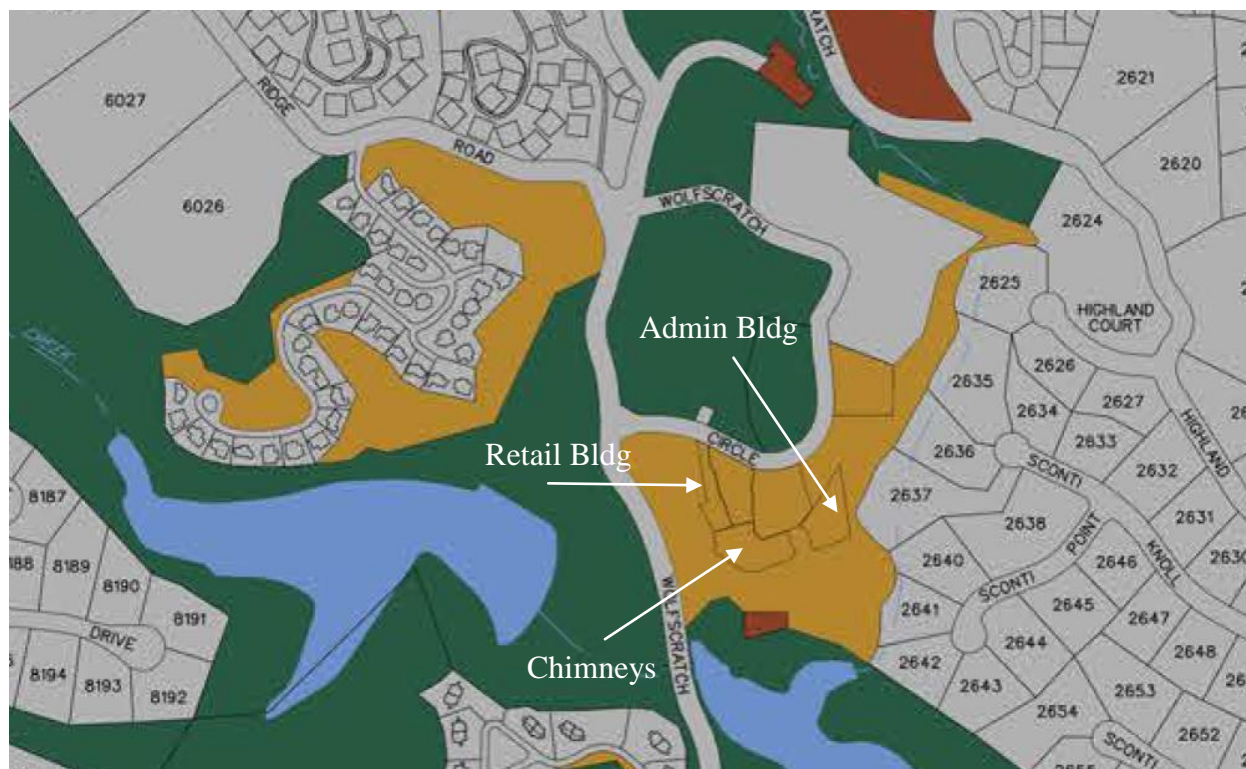 6027
6026
RIDGE
ROAD
WOLFSCRATCH
2621
2620
2624
2625
HIGHLAND
COURT
HIGHLAND
Admin Bldg
2635
2626
2634
2627
2633
2632
2631
2636
SCONTI
KNOLL
CIRCLE
Retail Bldg
2637
2638
POINT
SCONTI
2646
2640
2641
2645
2647
2644
2648
2642
2643
2653
2654
2652
SCONTI
Chimneys
WOLFSCRATCH
CREEK
8187
8189
8190
8191
DRIVE
8194
8193
8192
2630